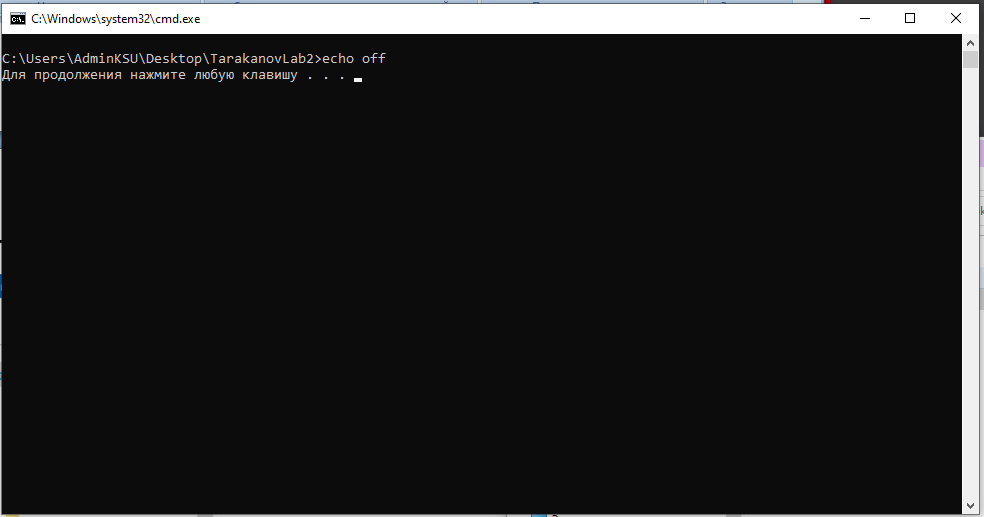 C:\Windows\system32\cmd.exe
C:\Users\AdminKSU\Desktop\TarakanovLab2>echo off
Для продолжения нажмите любую клавишу . . .